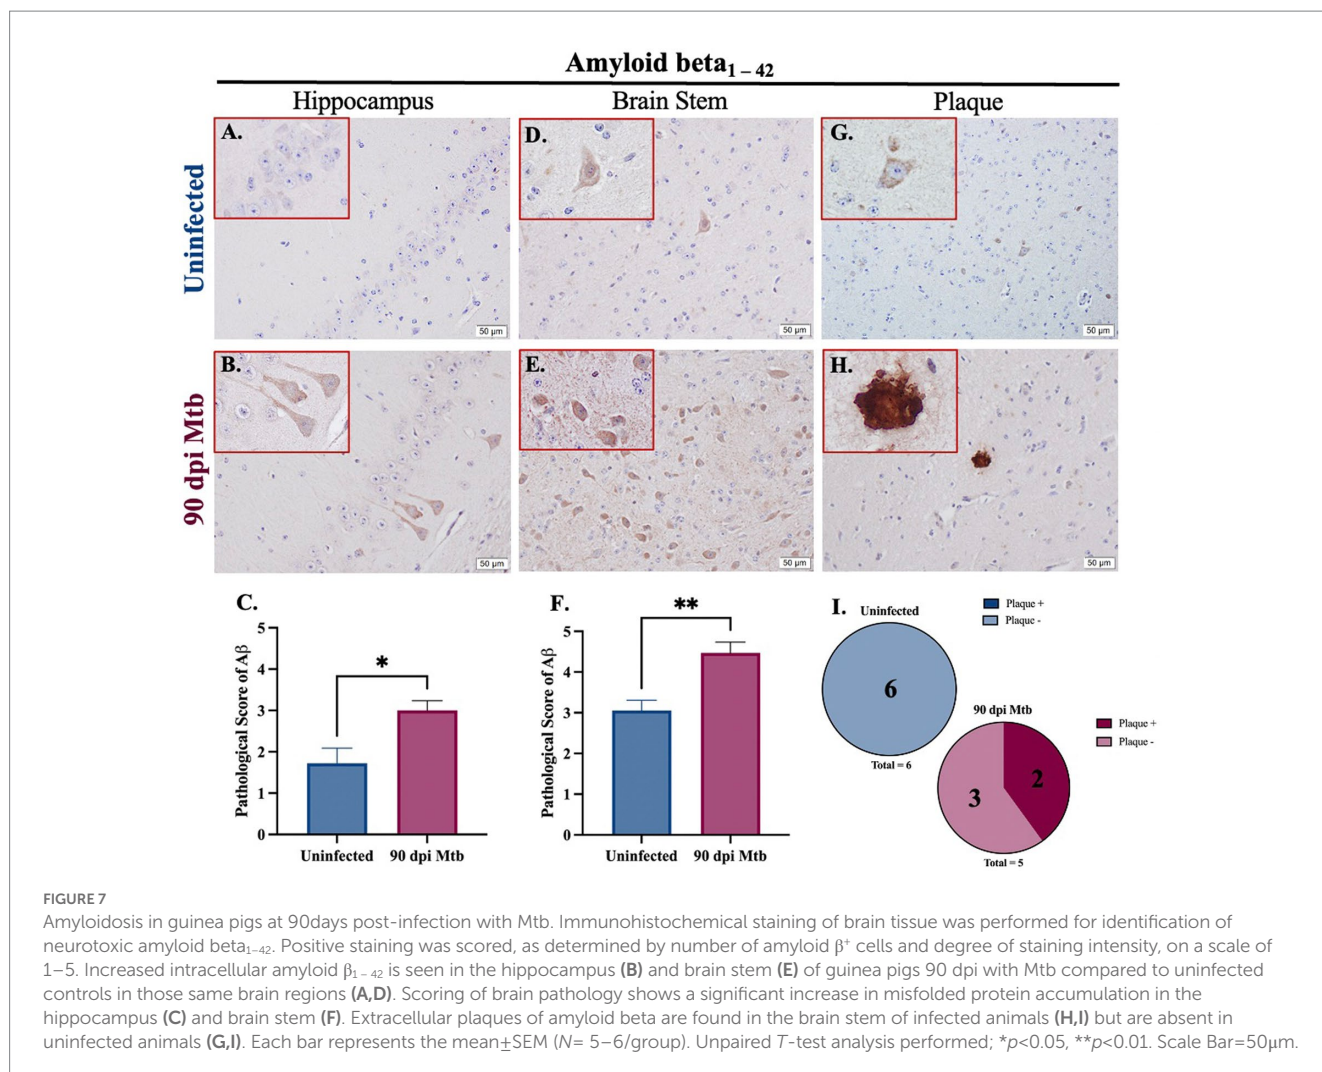 Amyloid beta1 – 42
Hippocampus
Brain Stem
Plaque
Uninfected
A.
50 µm
D.
50 µm
G.
50 µm
90 dpi Mtb
B.
50 µm
E.
50 µm
H.
50 µm
C.
Pathological Score of Aβ
5
4
3
2
1
0
*
Uninfected
90 dpi Mtb
F.
Pathological Score of Aβ
5
4
3
2
1
0
**
Uninfected
90 dpi Mtb
I.
Uninfected
Plaque +
Plaque -
6
Total = 6
90 dpi Mtb
Plaque +
Plaque -
3
2
Total = 5
FIGURE 7
Amyloidosis in guinea pigs at 90days post-infection with Mtb. Immunohistochemical staining of brain tissue was performed for identification of
neurotoxic amyloid beta1–42. Positive staining was scored, as determined by number of amyloid β+ cells and degree of staining intensity, on a scale of
1–5. Increased intracellular amyloid β1 – 42 is seen in the hippocampus (B) and brain stem (E) of guinea pigs 90 dpi with Mtb compared to uninfected
controls in those same brain regions (A,D). Scoring of brain pathology shows a significant increase in misfolded protein accumulation in the
hippocampus (C) and brain stem (F). Extracellular plaques of amyloid beta are found in the brain stem of infected animals (H,I) but are absent in
uninfected animals (G,I). Each bar represents the mean±SEM (N= 5–6/group). Unpaired T-test analysis performed; *p<0.05, **p<0.01. Scale Bar=50µm.